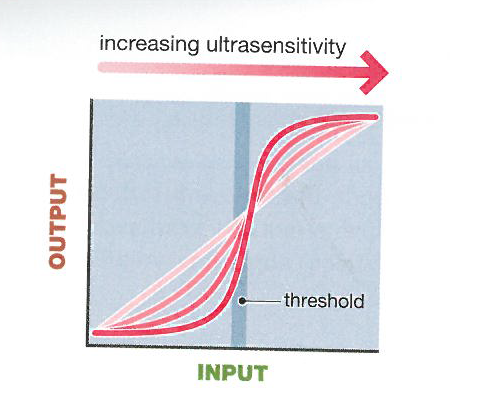 increasing ultrasensitivity
OUTPUT
threshold
INPUT